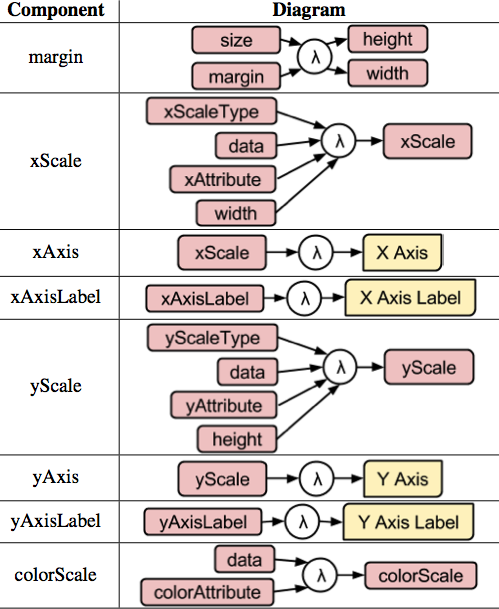 Component Diagram
margin
size
margin
λ
height
width
xScale
xScaleType
data
xAttribute
width
λ
xScale
xAxis
xScale
λ
X Axis
xAxisLabel
xAxisLabel
λ
X Axis Label
yScale
yScaleType
data
yAttribute
height
λ
yScale
yAxis
yScale
λ
Y Axis
yAxisLabel
yAxisLabel
λ
Y Axis Label
colorScale
data
colorAttribute
λ
colorScale